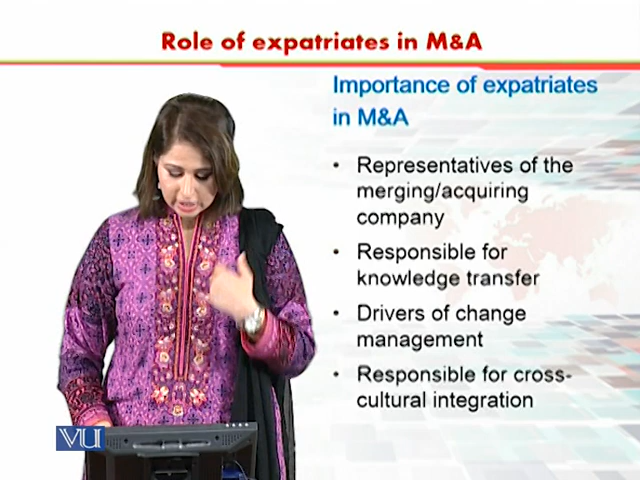 Role of expatriates in M&A
Importance of expatriates
in M&A
• Representatives of the
merging/acquiring
company
• Responsible for
knowledge transfer
• Drivers of change
management
• Responsible for cross-
cultural integration
VU